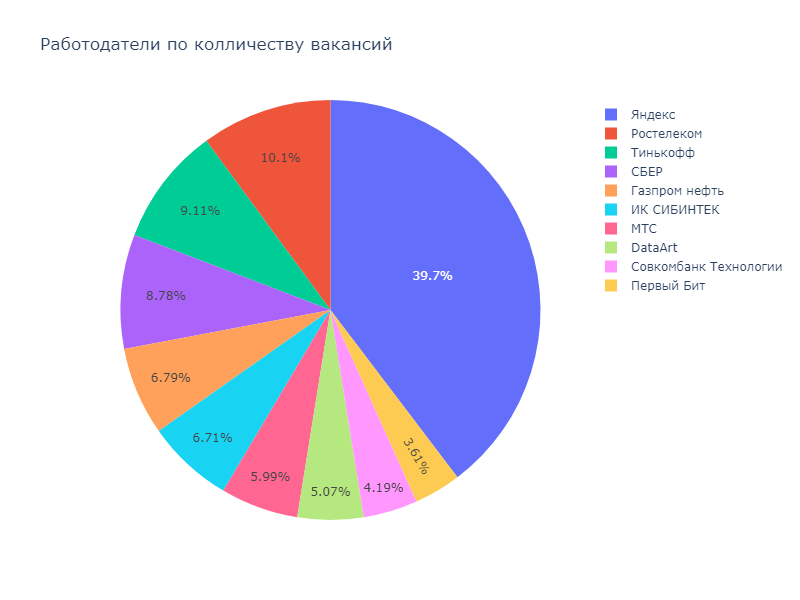 Работодатели по колличеству вакансий
39.7%
10.1%
9.11%
8.78%
6.79%
6.71%
5.99%
5.07%
4.19%
3.61%
Яндекс
Ростелеком
Тинькофф
СБЕР
Газпром нефть
ИК СИБИНТЕК
МТС
DataArt
Совкомбанк Технологии
Первый Бит